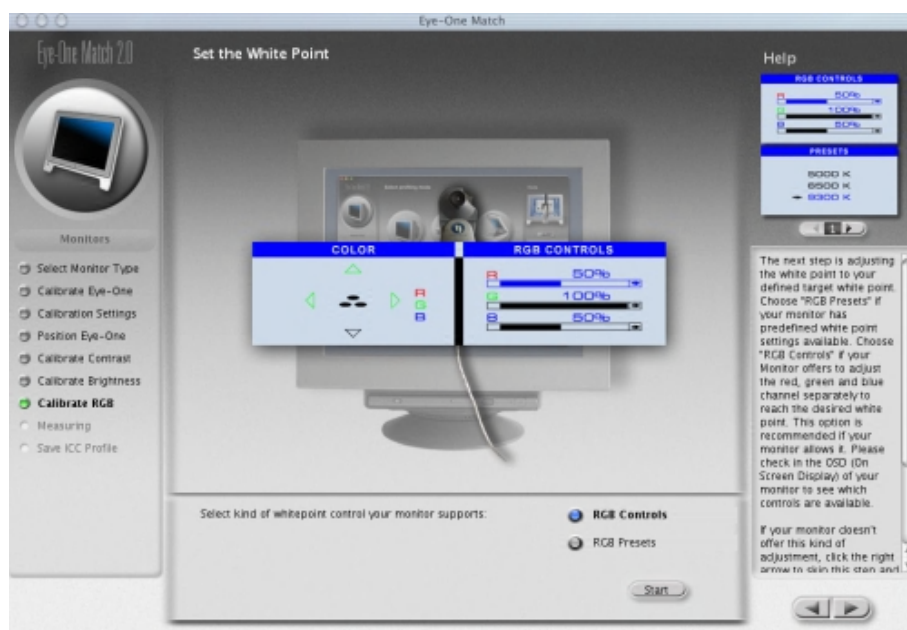 Eye-One Match
Eye-One Match 2.0
Set the White Point
Help
RGB CONTROLS
R 50%
G 100%
B 50%
PRESETS
5000 K
6500 K
9300 K
1
Monitors
Select Monitor Type
Calibrate Eye-One
Calibration Settings
Position Eye-One
Calibrate Contrast
Calibrate Brightness
Calibrate RGB
Measuring
Save ICC Profile
COLOR
R
G
B
RGB CONTROLS
R 50%
G 100%
B 50%
The next step is adjusting
the white point to your
defined target white point.
Choose "RGB Presets" if
your monitor has
predefined white point
settings available. Choose
"RGB Controls" if your
Monitor offers to adjust
the red, green and blue
channel separately to
reach the desired white
point. This option is
recommended if your
monitor allows it. Please
check in the OSD (On
Screen Display) of your
monitor to see which
controls are available.
If your monitor doesn't
offer this kind of
adjustment, click the right
arrow to skip this step and
Select kind of whitepoint control your monitor supports:
RGB Controls
RGB Presets
Start